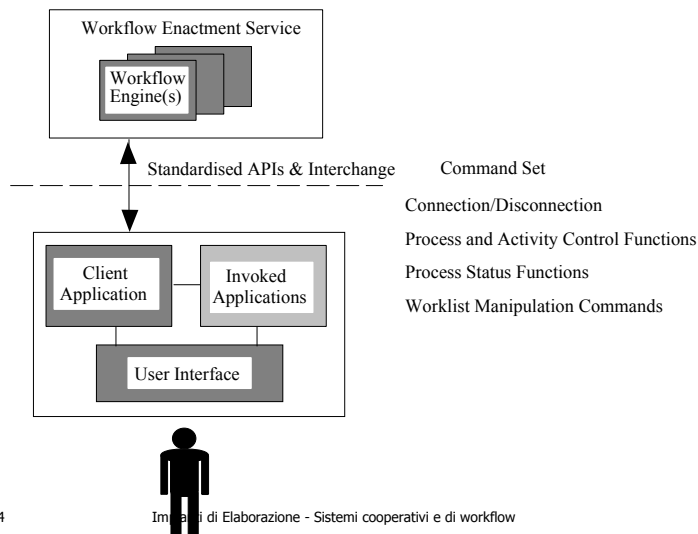 Workflow Enactment Service
Workflow
Engine(s)
Standardised APIs & Interchange
Command Set
Connection/Disconnection
Process and Activity Control Functions
Process Status Functions
Worklist Manipulation Commands
Client
Application
Invoked
Applications
User Interface
4
di Elaborazione - Sistemi cooperativi e di workflow